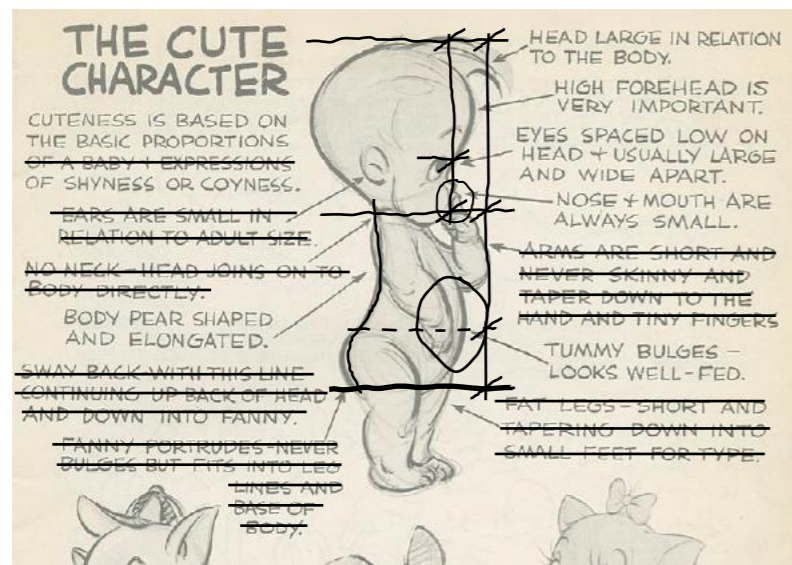 THE CUTE
CHARACTER
CUTENESS IS BASED ON
THE BASIC PROPORTIONS
OF A BABY + EXPRESSIONS
OF SHYNESS OR COYNESS.
EARS ARE SMALL IN
RELATION TO ADULT SIZE.
NO NECK-HEAD JOINS ON TO
BODY DIRECTLY.
BODY PEAR SHAPED
AND ELONGATED.
SWAY BACK-WITH THIS LINE
CONTINUING UP BACK OF HEAD
AND DOWN INTO FANNY.
FANNY PORTRUDES-NEVER
BULGES BUT FITS INTO LEG
LINES AND
BASE OF
BODY.
HEAD LARGE IN RELATION
TO THE BODY.
HIGH FOREHEAD IS
VERY IMPORTANT.
EYES SPACED LOW ON
HEAD + USUALLY LARGE
AND WIDE APART.
NOSE + MOUTH ARE
ALWAYS SMALL.
ARMS ARE SHORT AND
NEVER SKINNY AND
TAPER DOWN TO THE
HAND AND TINY FINGERS
TUMMY BULGES-
LOOKS WELL-FED.
FAT LEGS-SHORT AND
TAPERING DOWN INTO
SMALL FEET FOR TYPE.